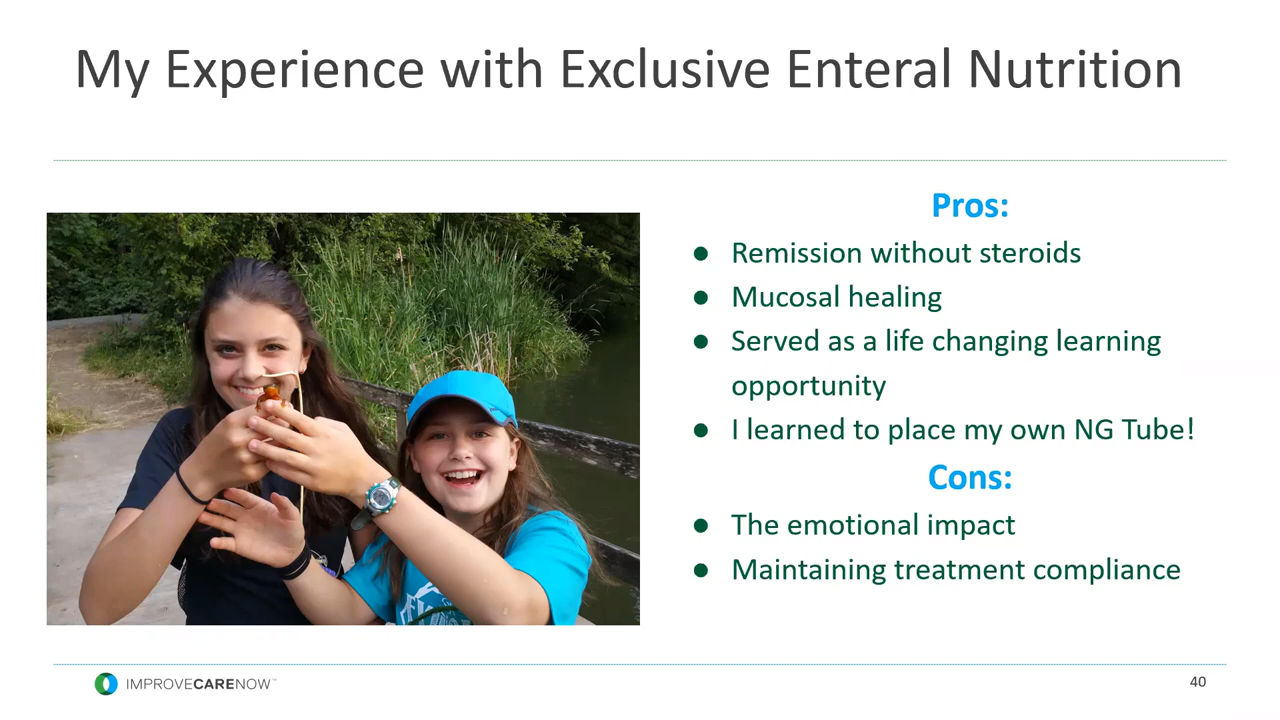 My Experience with Exclusive Enteral Nutrition
Pros:
● Remission without steroids
● Mucosal healing
● Served as a life changing learning
opportunity
● I learned to place my own NG Tube!
Cons:
● The emotional impact
● Maintaining treatment compliance
IMPROVECARENOW™
40